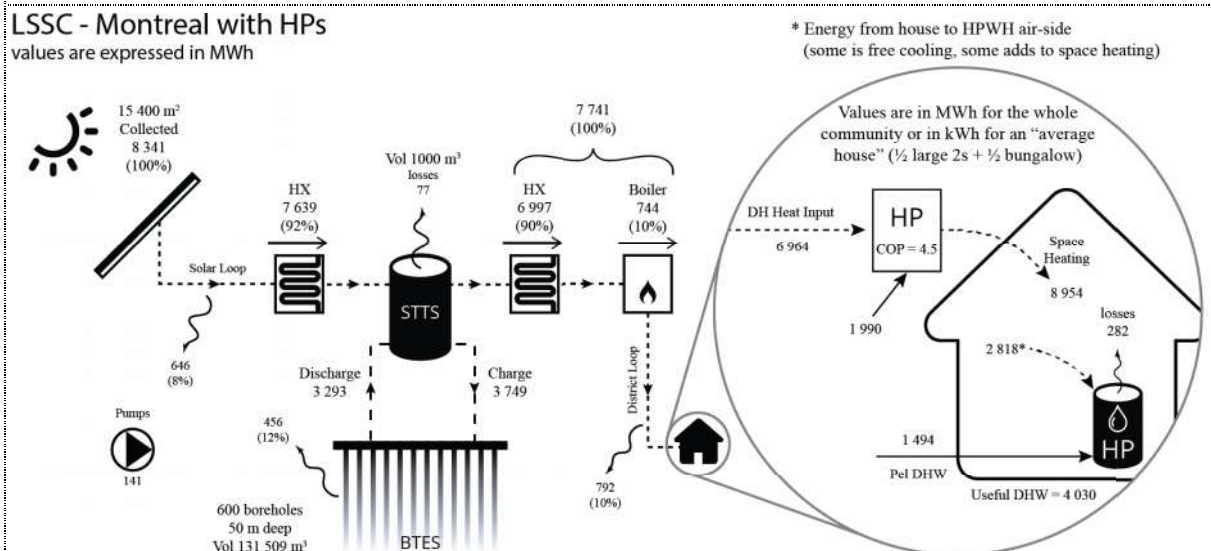 LSSC - Montreal with HPs
values are expressed in MWh
* Energy from house to HPWH air-side
(some is free cooling, some adds to space heating)
15 400 m²
Collected
8 341
(100%)
Solar Loop
646
(8%)
Pumps
141
HX
7 639
(92%)
Vol 1000 m³
losses
77
STTS
Discharge
3 293
Charge
3 749
456
(12%)
600 boreholes
50 m deep
Vol 131 509 m³
BTES
7 741
(100%)
HX
6 997
(90%)
Boiler
744
(10%)
District Loop
792
(10%)
Values are in MWh for the whole
community or in kWh for an “average
house” (½ large 2s + ½ bungalow)
DH Heat Input
6 964
HP
COP = 4.5
1 990
Space
Heating
8 954
losses
282
2 818*
HP
1 494
Pel DHW
Useful DHW = 4 030